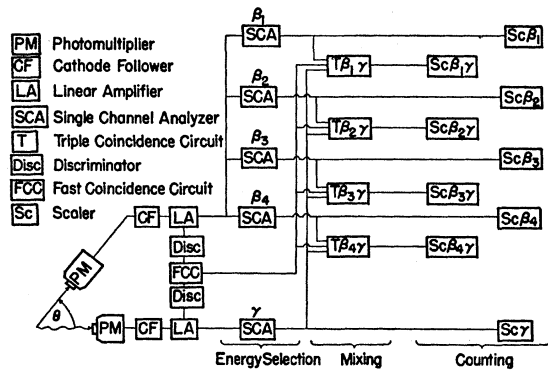 PM Photomultiplier
CF Cathode Follower
LA Linear Amplifier
SCA Single Channel Analyzer
T Triple Coincidence Circuit
Disc Discriminator
FCC Fast Coincidence Circuit
Sc Scaler
β1
SCA
Scβ1
Tβ1γ
Scβ1γ
β2
SCA
Scβ2
Tβ2γ
Scβ2γ
β3
SCA
Scβ3
Tβ3γ
Scβ3γ
β4
CF
LA
SCA
Scβ4
Disc
Tβ4γ
Scβ4γ
PM
FCC
Disc
θ
γ
PM
CF
LA
SCA
Scγ
Energy Selection
Mixing
Counting